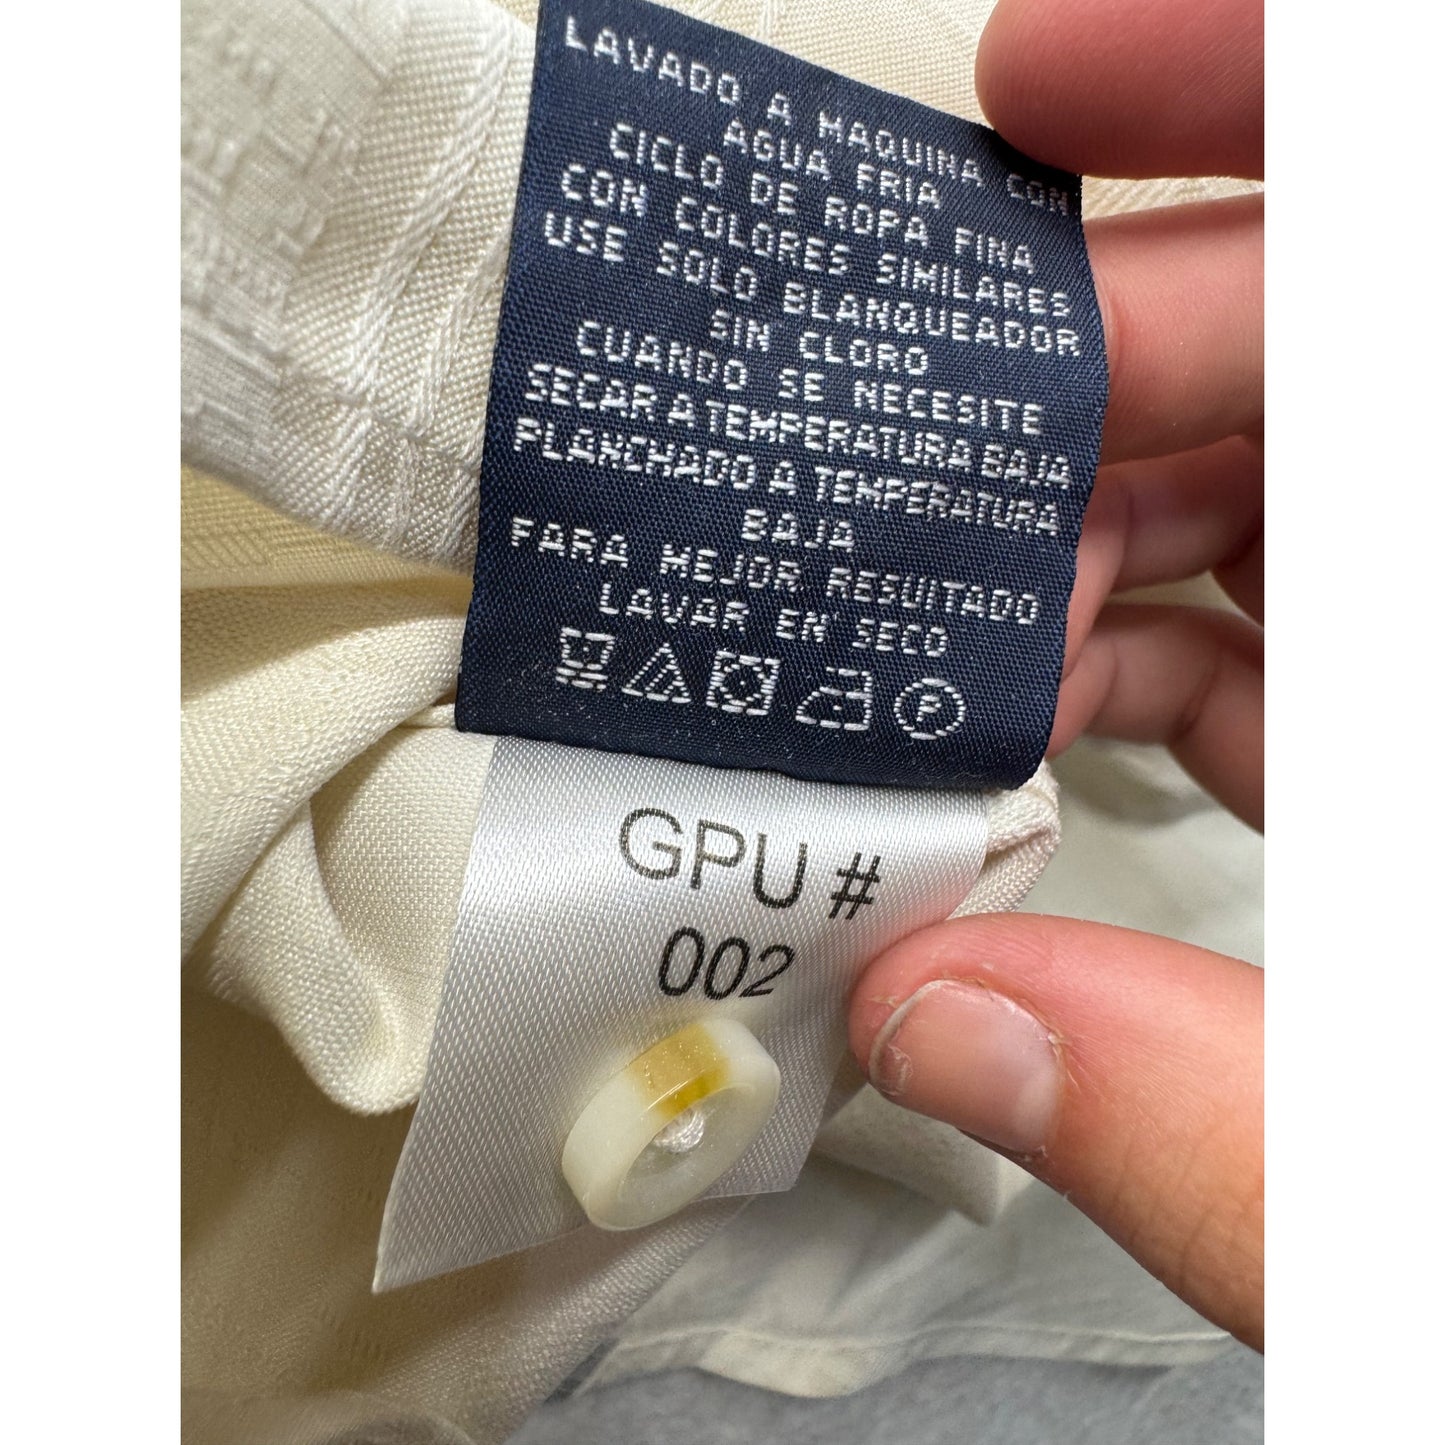 LAVADO A MAQUINA CON
AGUA FRIA
CICLO DE ROPA FINA
CON COLORES SIMILARES
USE SOLO BLANQUEADOR
SIN CLORO
CUANDO SE NECESITE
SECAR A TEMPERATURA BAJA
PLANCHADO A TEMPERATURA
BAJA
PARA MEJOR RESULTADO
LAVAR EN SECO
P
GPU #
002